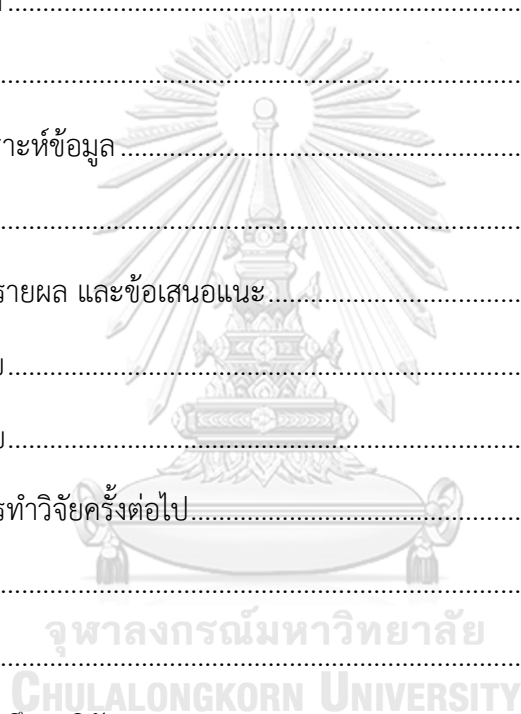 าะห์ข้อมูล
รายผล และข้อเสนอแนะ
รทำวิจัยครั้งต่อไป
จุฬาลงกรณ์มหาวิทยาลัย
CHULALONGKORN UNIVERSITY